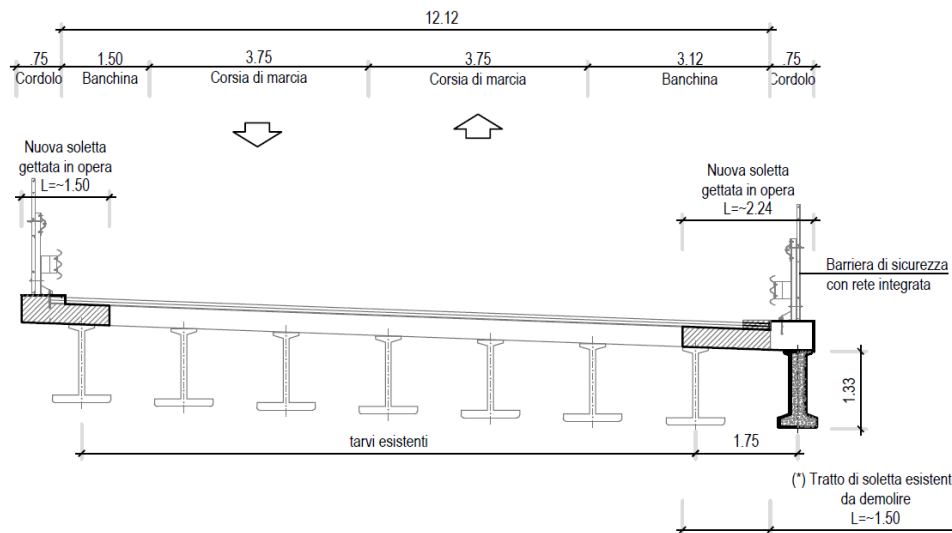 12.12
.75
1.50
3.75
3.75
3.12
.75
Cordolo
Banchina
Corsia di marcia
Corsia di marcia
Banchina
Cordolo
Nuova soletta
gettata in opera
L=~1.50
Nuova soletta
gettata in opera
L=~2.24
Barriera di sicurezza
con rete integrata
1.33
tarvi esistenti
1.75
(*) Tratto di soletta esistent
da demolire
L=~1.50